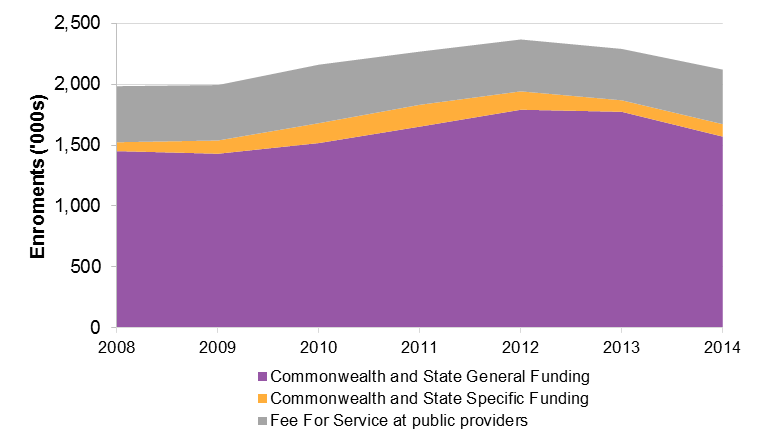 2,500
2,000
1,500
1,000
500
0
Enroments ('000s)
2008 2009 2010 2011 2012 2013 2014
Commonwealth and State General Funding
Commonwealth and State Specific Funding
Fee For Service at public providers